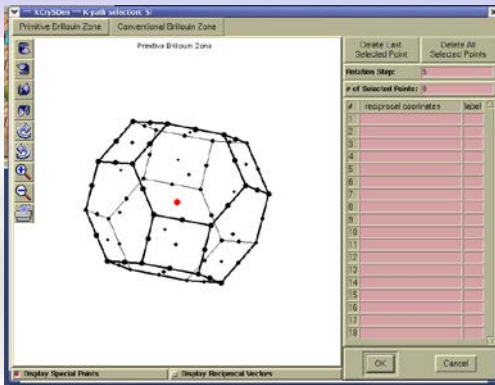 *** XCrySDen *** K-path selection: Si
Primitive Brillouin Zone
Conventional Brillouin Zone
Primitive Brillouin Zone
Delete Last
Selected Point
Delete All
Selected Points
Rotation Step:
5
# of Selected Points:
0
# reciprocal coorinates label
1
2
3
4
5
6
7
8
9
10
11
12
13
14
15
16
17
18
Display Special Points
Display Reciprocal Vectors
OK
Cancel